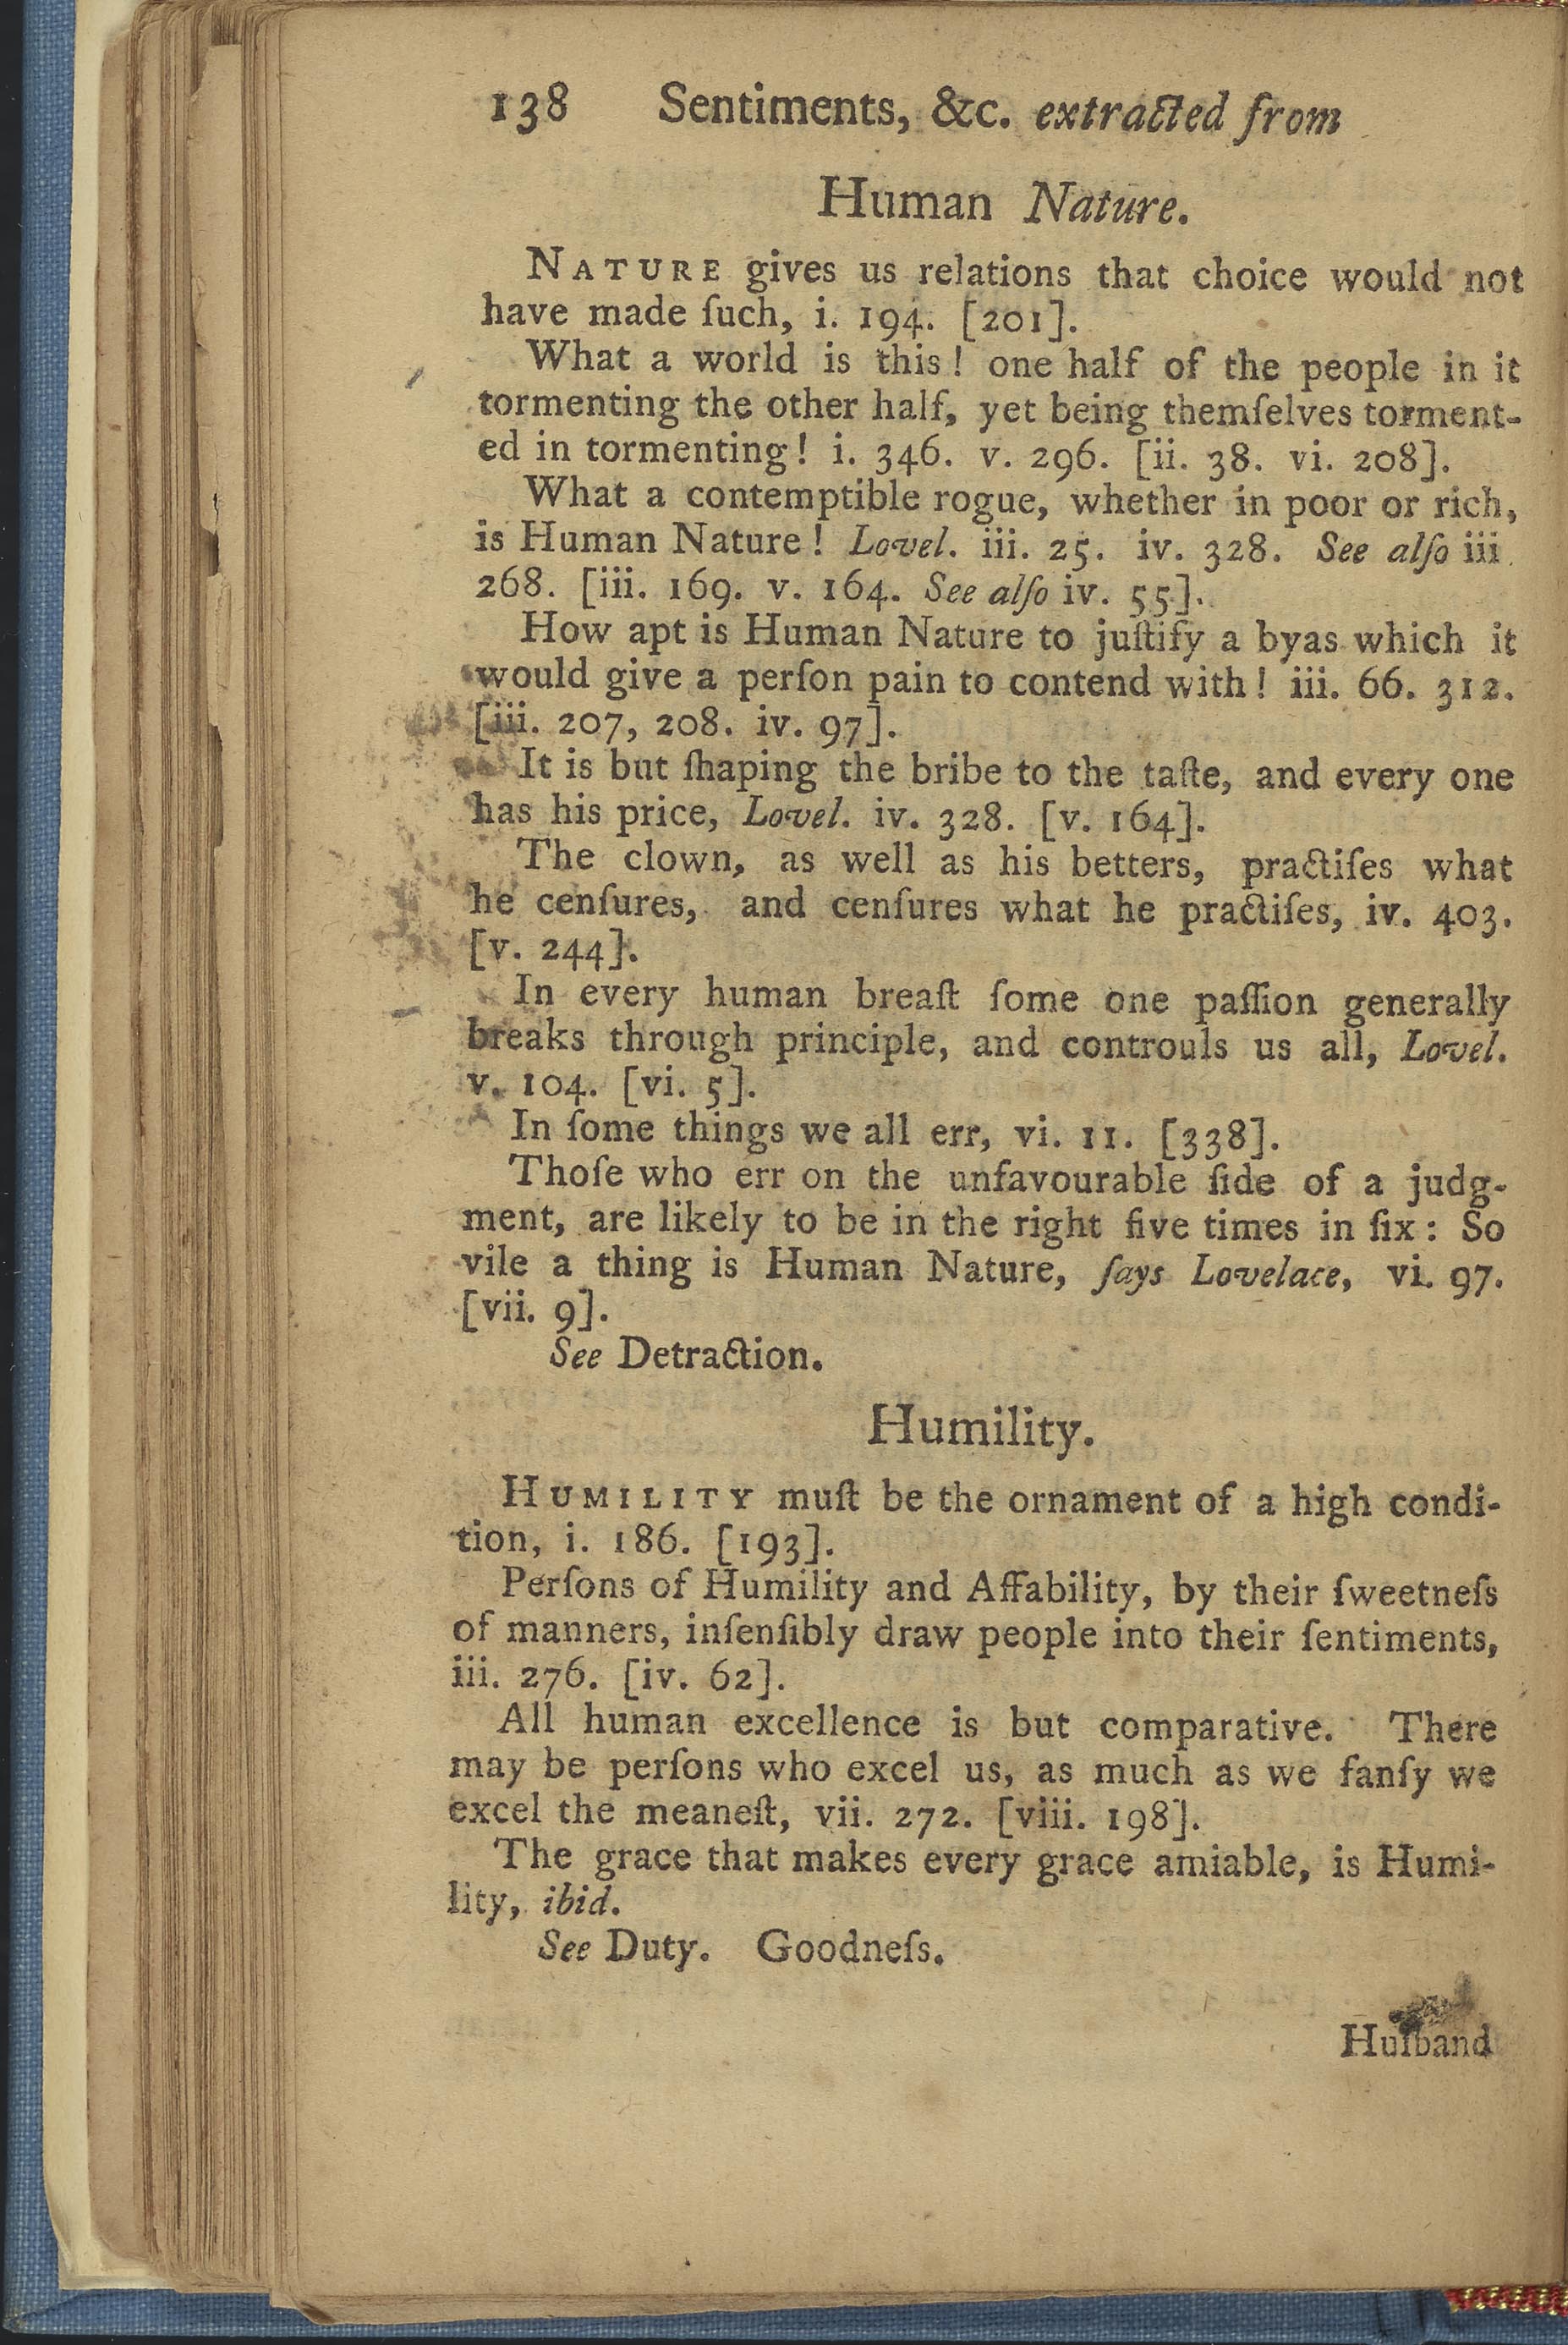 138 Sentiments, &c. extracted from
Human Nature.
NATURE gives us relations that choice would not
have made ſuch, i. 194. [201].
What a world is this! one half of the people in it
tormenting the other half, yet being themſelves torment-
ed in tormenting! i. 346. v. 296. [ii. 38. vi. 208].
What a contemptible rogue, whether in poor or rich,
is Human Nature! Lovel. iii. 25. iv. 328. See alſo iii.
268. [iii. 169. v. 164. See alſo iv. 55].
How apt is Human Nature to juſtify a byas which it
would give a perſon pain to contend with! iii. 66. 312.
[iii. 207, 208. iv. 97].
It is but ſhaping the bribe to the taſte, and every one
has his price, Lovel. iv. 328. [v. 164].
The clown, as well as his betters, practiſes what
he cenſures, and cenſures what he practiſes, iv. 403.
[v. 244].
In every human breaſt ſome one paſſion generally
breaks through principle, and controuls us all, Lovel.
v. 104. [vi. 5].
In ſome things we all err, vi. 11. [338].
Thoſe who err on the unfavourable ſide of a judg-
ment, are likely to be in the right five times in ſix: So
vile a thing is Human Nature, ſays Lovelace, vi. 97.
[vii. 9].
See Detraction.
Humility.
HUMILITY muſt be the ornament of a high condi-
tion, i. 186. [193].
Perſons of Humility and Affability, by their ſweetneſs
of manners, inſenſibly draw people into their ſentiments,
iii. 276. [iv. 62].
All human excellence is but comparative. There
may be perſons who excel us, as much as we fanſy we
excel the meaneſt, vii. 272. [viii. 198].
The grace that makes every grace amiable, is Humi-
lity, ibid.
See Duty. Goodneſs.
Huſband